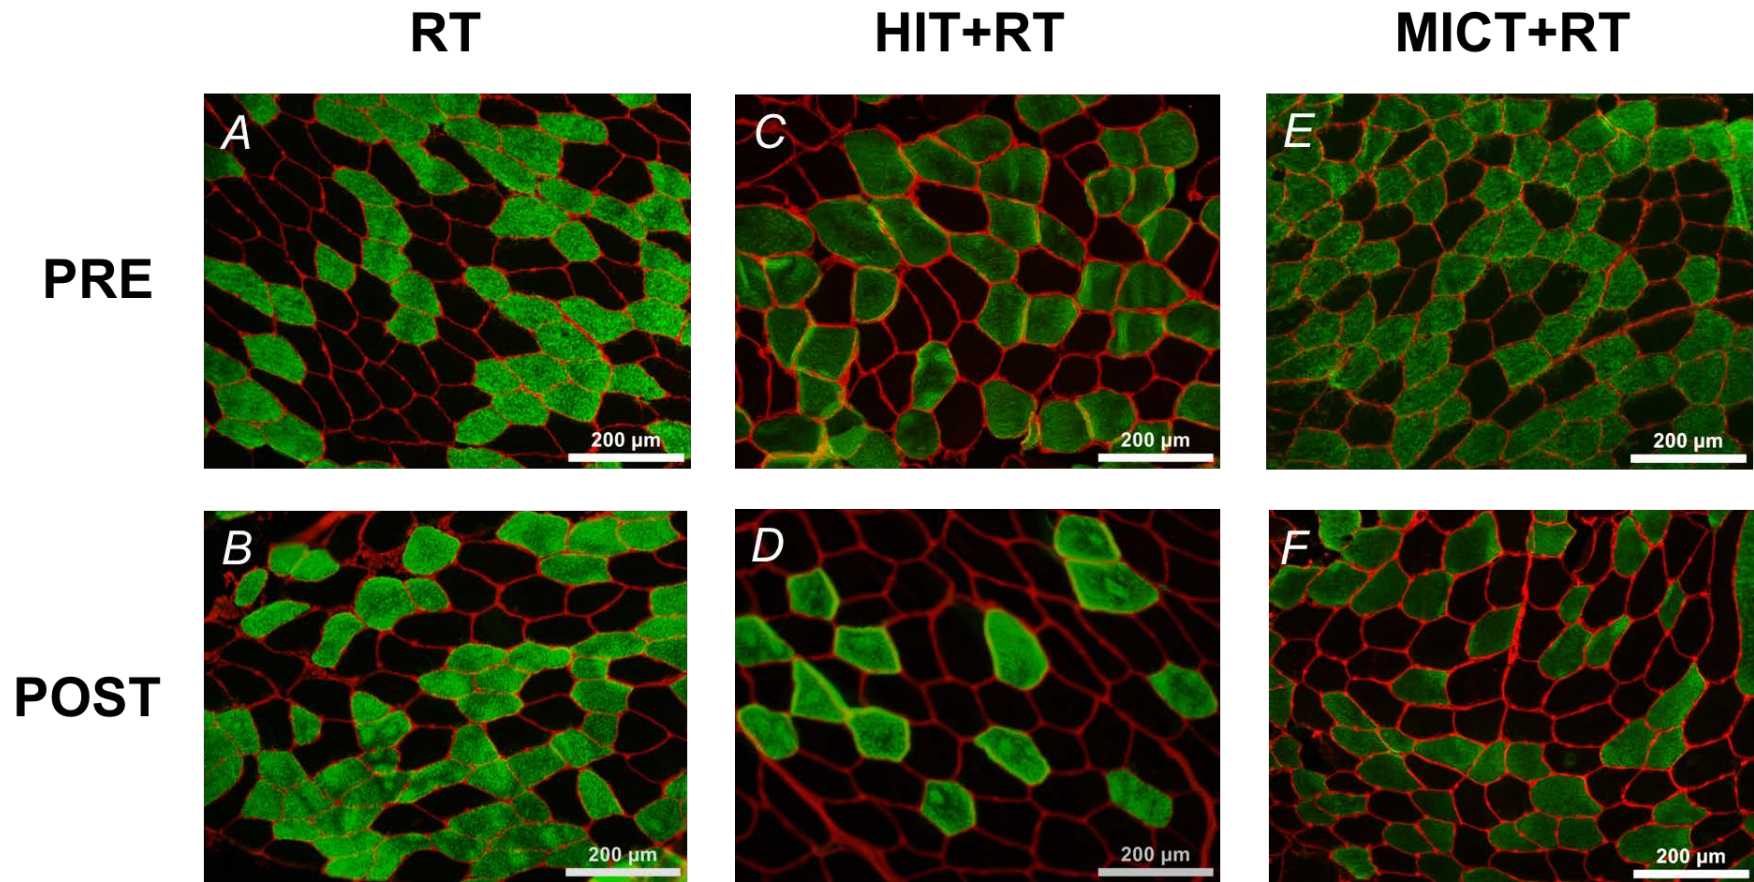 RT HIT+RT MICT+RT
PRE
A C E
200 µm 200 µm 200 µm
POST
B D F
200 µm 200 µm 200 µm